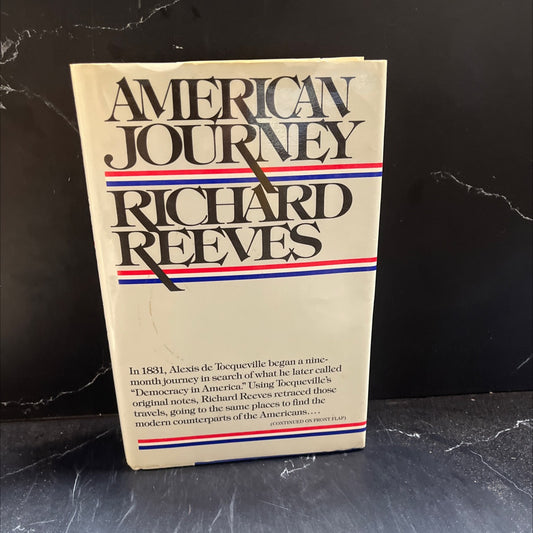 AMERICAN
JOURNEY
RICHARD
REEVES
In 1831, Alexis de Tocqueville began a nine-
month journey in search of what he later called
“Democracy in America.” Using Tocqueville’s
original notes, Richard Reeves retraced those
travels, going to the same places to find the
modern counterparts of the Americans....
(CONTINUED ON FRONT FLAP)